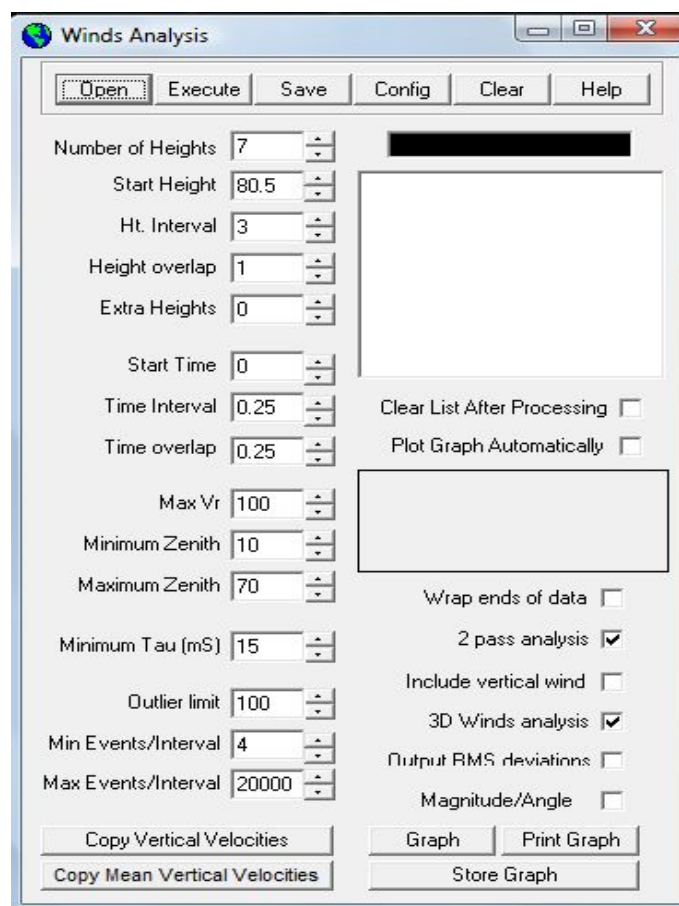 Winds Analysis
Open Execute Save Config Clear Help
Number of Heights 7
Start Height 80.5
Ht. Interval 3
Height overlap 1
Extra Heights 0
Start Time 0
Time Interval 0.25
Time overlap 0.25
Max Vr 100
Minimum Zenith 10
Maximum Zenith 70
Minimum Tau (mS) 15
Outlier limit 100
Min Events/Interval 4
Max Events/Interval 20000
Clear List After Processing
Plot Graph Automatically
Wrap ends of data
2 pass analysis
Include vertical wind
3D Winds analysis
Output RMS deviations
Magnitude/Angle
Copy Vertical Velocities
Graph Print Graph
Copy Mean Vertical Velocities
Store Graph